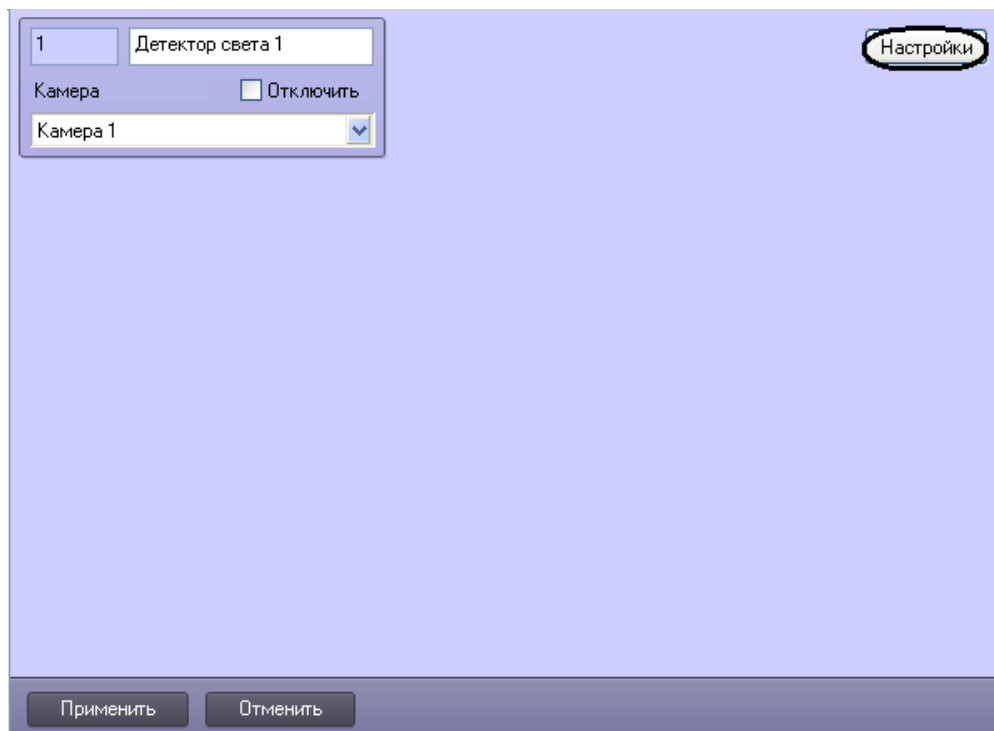 1 Детектор света 1 Настройки
Камера Отключить
Камера 1
Применить Отменить